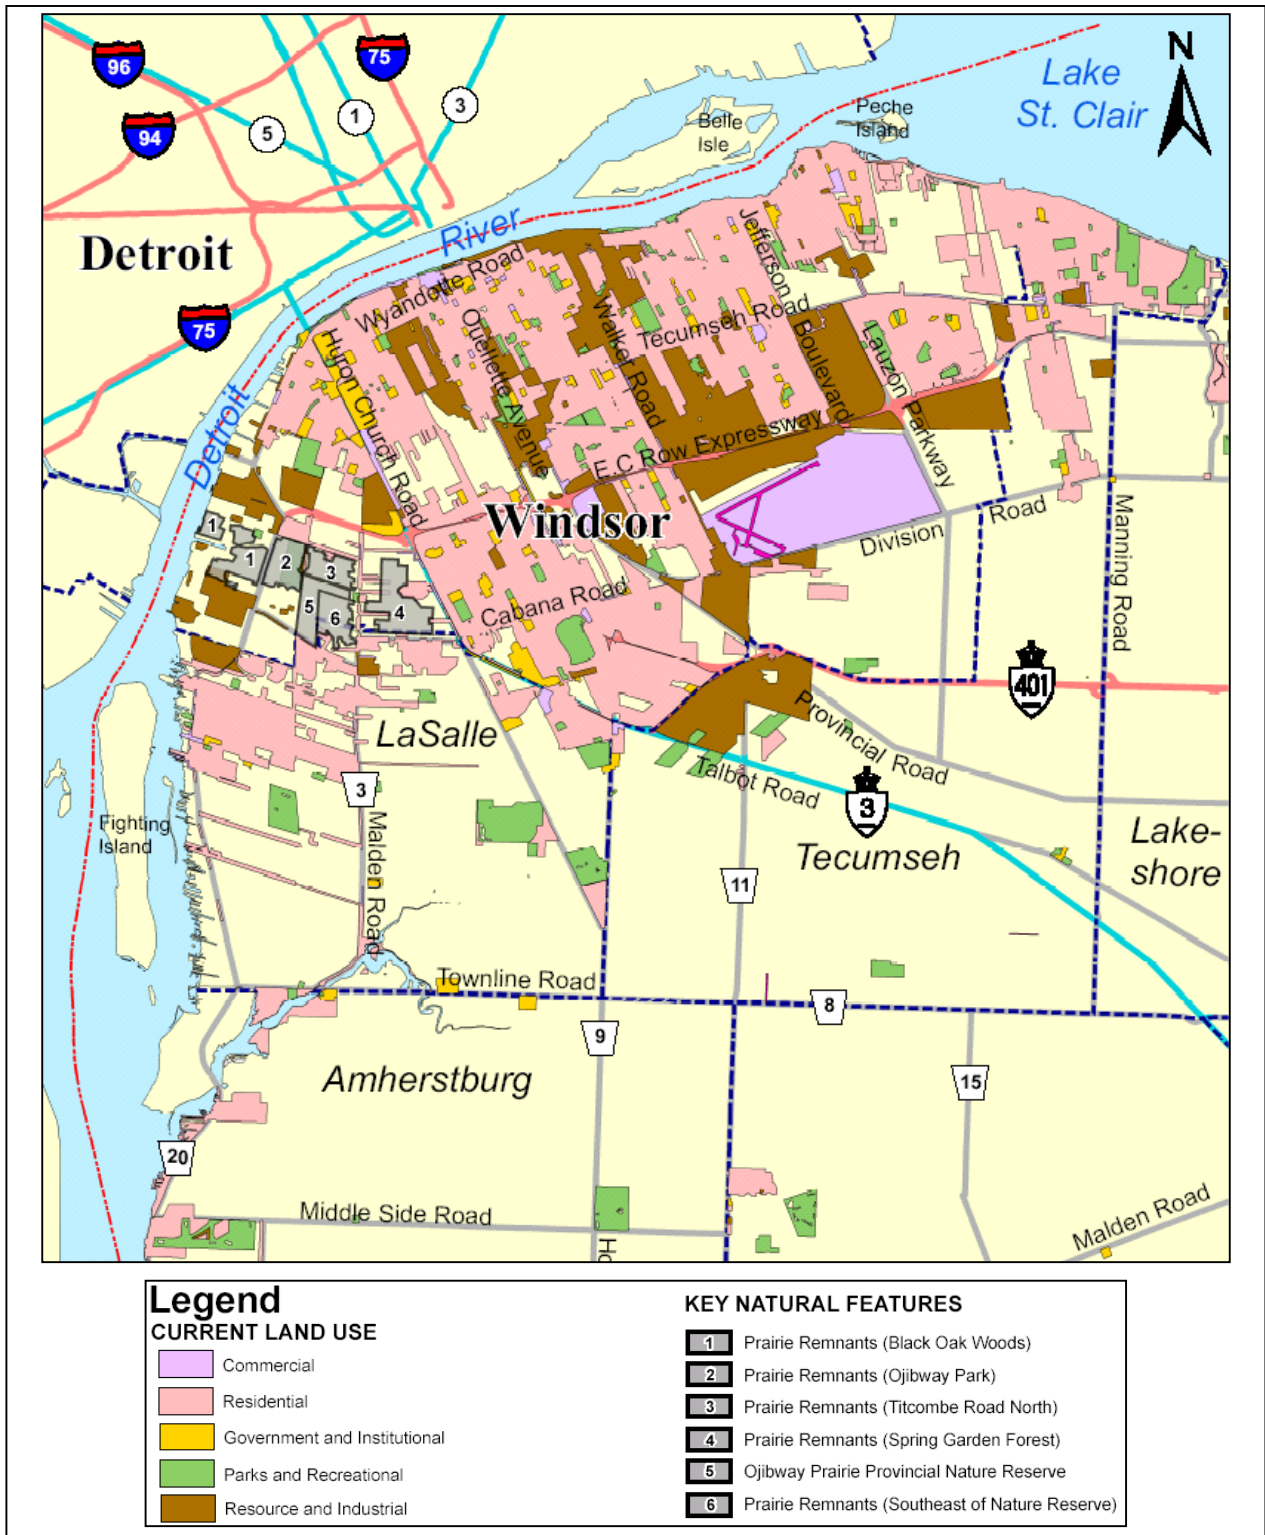 N
Lake
St. Clair
96
75
94
5
1
3
Peche
Island
Belle
Isle
Detroit
River
75
Jefferson
Boulevard
Wyandotte Road
Walker Road
Tecumseh Road
Ouellette Avenue
Huron Church Road
Lauzon Parkway
E.C Row Expressway
Detroit
Windsor
Division Road
Manning Road
1
1
2
3
4
5
6
Cabana Road
401
LaSalle
Provincial Road
Talbot Road
3
3
Malden Road
Fighting
Island
Tecumseh
Lake-
shore
11
Townline Road
8
9
Amherstburg
15
20
Middle Side Road
Ho
Malden Road
Legend
CURRENT LAND USE
Commercial
Residential
Government and Institutional
Parks and Recreational
Resource and Industrial
KEY NATURAL FEATURES
1 Prairie Remnants (Black Oak Woods)
2 Prairie Remnants (Ojibway Park)
3 Prairie Remnants (Titcombe Road North)
4 Prairie Remnants (Spring Garden Forest)
5 Ojibway Prairie Provincial Nature Reserve
6 Prairie Remnants (Southeast of Nature Reserve)